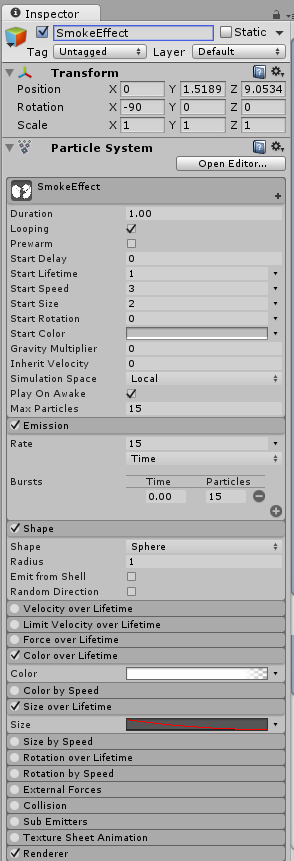 Inspector
SmokeEffect Static
Tag Untagged Layer Default
Transform
Position X 0 Y 1.5189 Z 9.0534
Rotation X -90 Y 0 Z 0
Scale X 1 Y 1 Z 1
Particle System
Open Editor...
SmokeEffect
Duration 1.00
Looping
Prewarm
Start Delay 0
Start Lifetime 1
Start Speed 3
Start Size 2
Start Rotation 0
Start Color
Gravity Multiplier 0
Inherit Velocity 0
Simulation Space Local
Play On Awake
Max Particles 15
Emission
Rate 15
Time
Bursts Time Particles
0.00 15
Shape
Shape Sphere
Radius 1
Emit from Shell
Random Direction
Velocity over Lifetime
Limit Velocity over Lifetime
Force over Lifetime
Color over Lifetime
Color
Color by Speed
Size over Lifetime
Size
Size by Speed
Rotation over Lifetime
Rotation by Speed
External Forces
Collision
Sub Emitters
Texture Sheet Animation
Renderer